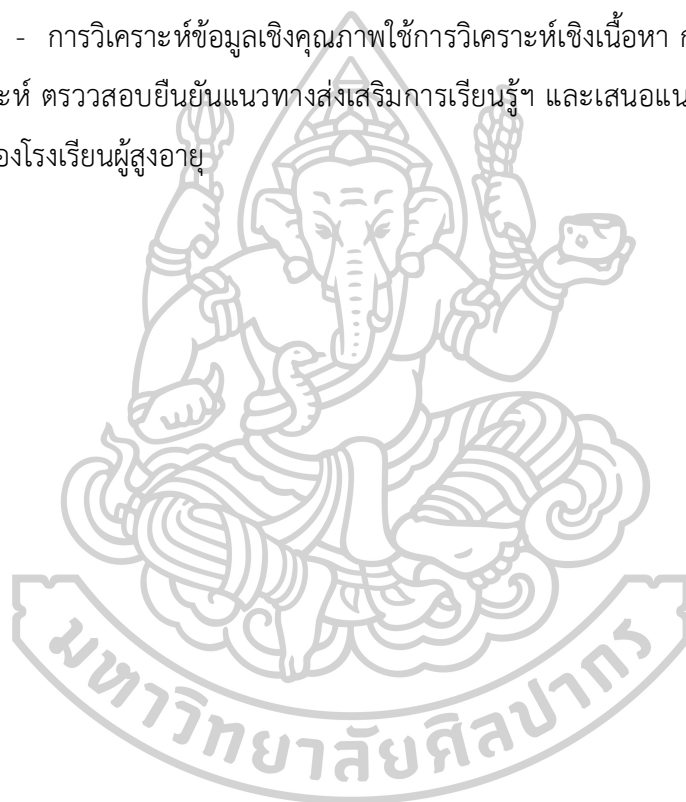 - การวิเคราะห์ข้อมูลเชิงคุณภาพใช้การวิเคราะห์เชิงเนื้อหา
ะห์ ตรววสอบยืนยันแนวทางส่งเสริมการเรียนรู้ฯ และเสนอแน
องโรงเรียนผู้สูงอายุ
มหาวิทยาลัยศิลปากร